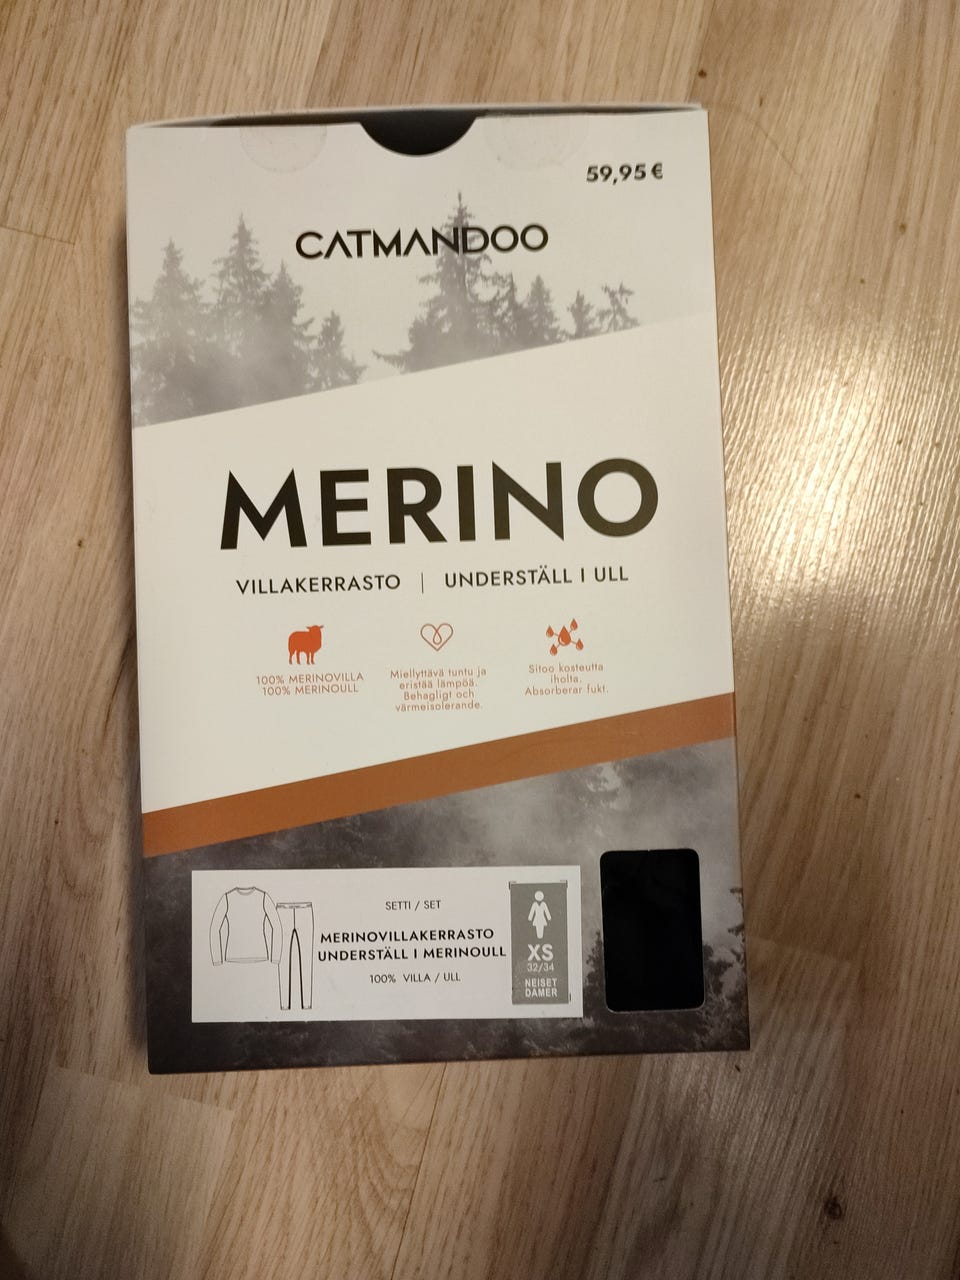 59,95 €
CATMANDOO
MERINO
VILLAKERRASTO | UNDERSTÄLL I ULL
100% MERINOVILLA
100% MERINOULL
Miellyttävä tuntu ja
eristää lämpöä.
Behagligt och
värmeisolerande.
Sitoo kosteutta
iholta.
Absorberar fukt.
SETTI / SET
MERINOVILLAKERRASTO
UNDERSTÄLL I MERINOULL
100% VILLA / ULL
XS
32/34
NEISET
DAMER